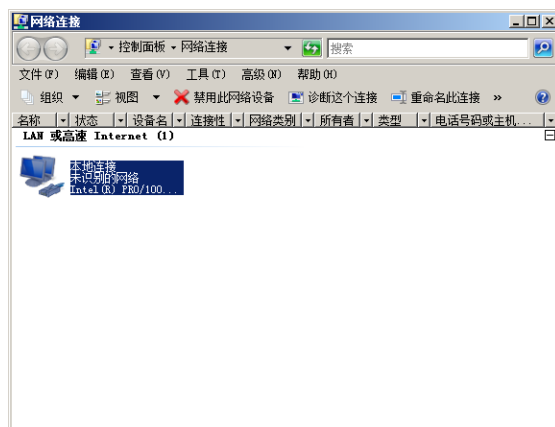 网络连接
控制面板 网络连接 搜索
文件(F) 编辑(E) 查看(V) 工具(T) 高级(N) 帮助(H)
组织 视图 禁用此网络设备 诊断这个连接 重命名此连接 »
名称 状态 设备名 连接性 网络类别 所有者 类型 电话号码或主机...
LAN 或高速 Internet (1)
本地连接
未识别的网络
Intel(R) PRO/100...